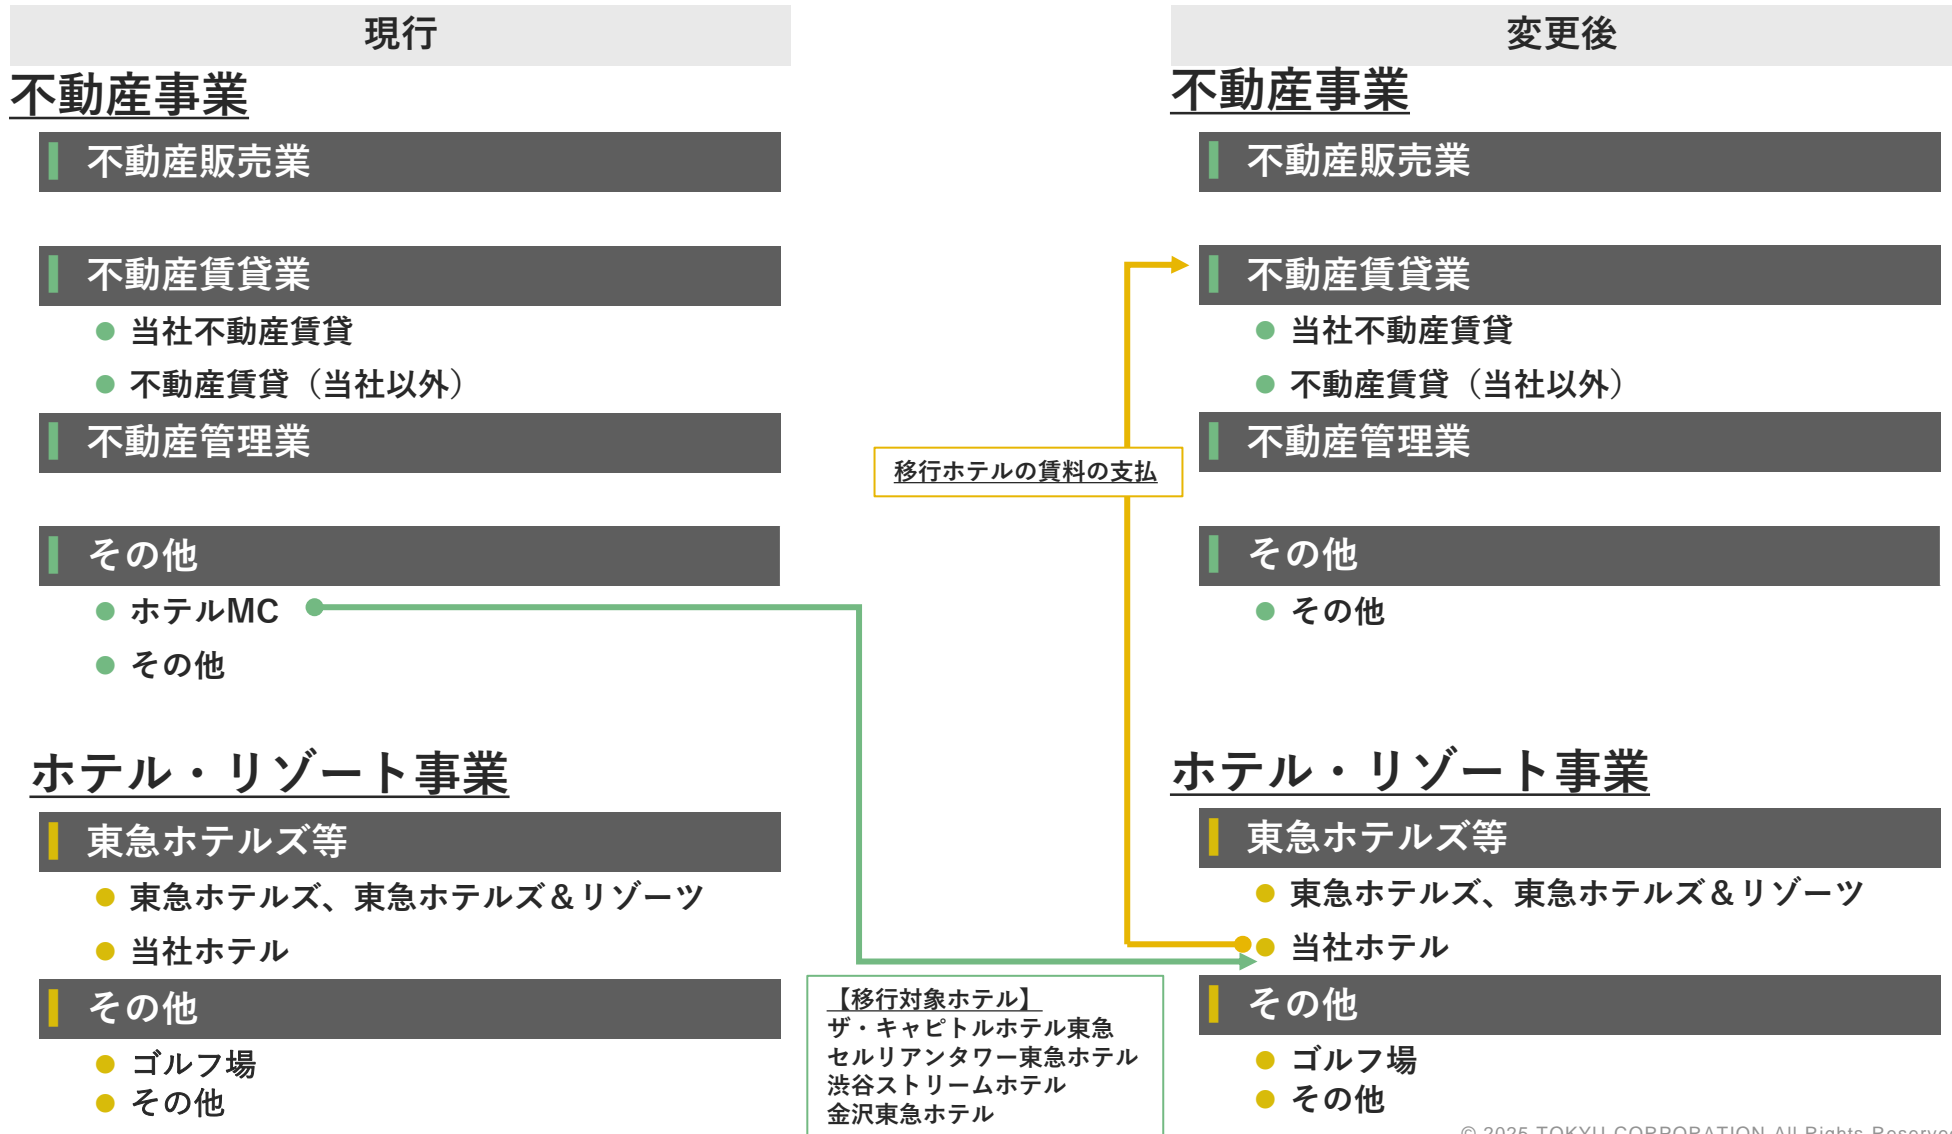 現行
不動産事業
不動産販売業
不動産賃貸業
当社不動産賃貸
不動産賃貸（当社以外）
不動産管理業
その他
ホテルMC
その他
ホテル・リゾート事業
東急ホテルズ等
東急ホテルズ、東急ホテルズ＆リゾーツ
当社ホテル
その他
ゴルフ場
その他
移行ホテルの賃料の支払
【移行対象ホテル】
ザ・キャピトルホテル東急
セルリアンタワー東急ホテル
渋谷ストリームホテル
金沢東急ホテル
変更後
不動産事業
不動産販売業
不動産賃貸業
当社不動産賃貸
不動産賃貸（当社以外）
不動産管理業
その他
その他
ホテル・リゾート事業
東急ホテルズ等
東急ホテルズ、東急ホテルズ＆リゾーツ
当社ホテル
その他
ゴルフ場
その他
© 2025 TOKYU CORPORATION All Rights Reserved